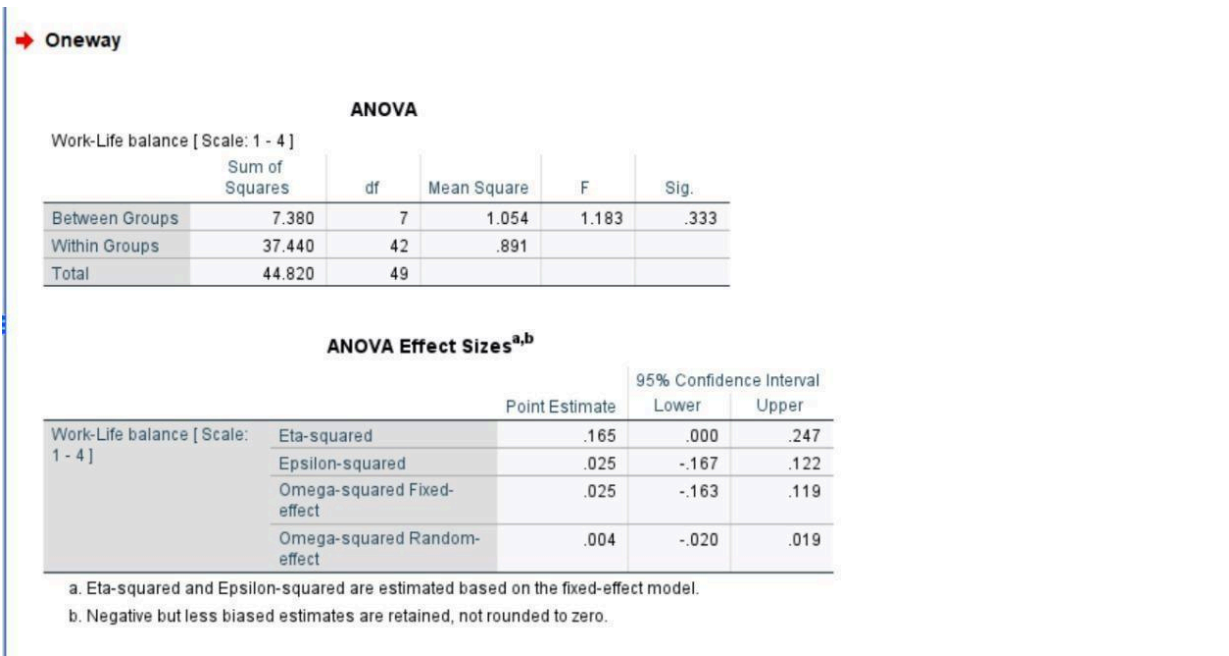 Oneway
ANOVA
Work-Life balance [ Scale: 1 - 4 ]
Sum of Squares df Mean Square F Sig.
Between Groups 7.380 7 1.054 1.183 .333
Within Groups 37.440 42 .891
Total 44.820 49
ANOVA Effect Sizesa,b
95% Confidence Interval
Point Estimate Lower Upper
Work-Life balance [ Scale: 1 - 4 ] Eta-squared .165 .000 .247
Epsilon-squared .025 -.167 .122
Omega-squared Fixed-effect .025 -.163 .119
Omega-squared Random-effect .004 -.020 .019
a. Eta-squared and Epsilon-squared are estimated based on the fixed-effect model.
b. Negative but less biased estimates are retained, not rounded to zero.